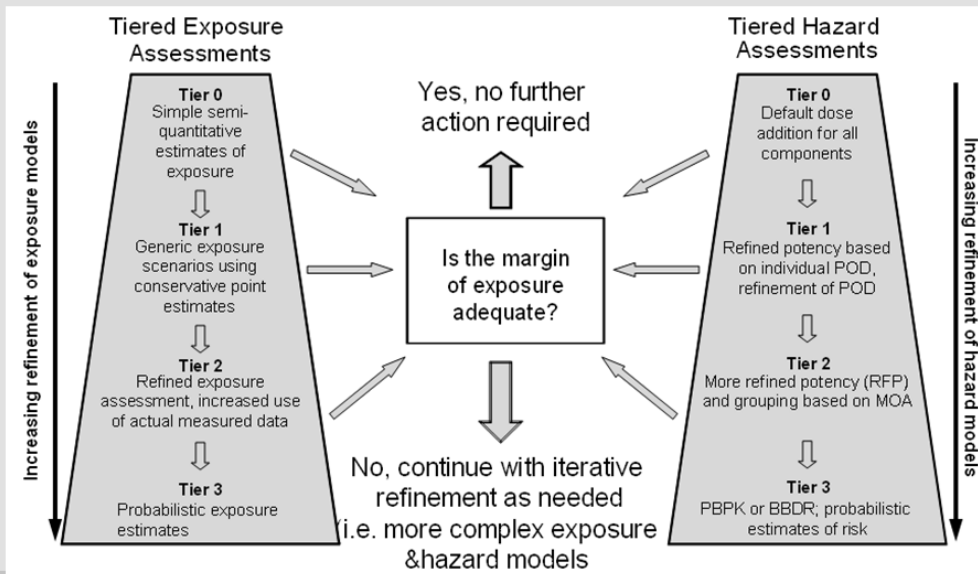 Tiered Exposure
Assessments
Increasing refinement of exposure models
Tier 0
Simple semi-
quantitative
estimates of
exposure
Tier 1
Generic exposure
scenarios using
conservative point
estimates
Tier 2
Refined exposure
assessment, increased use
of actual measured data
Tier 3
Probabilistic exposure
estimates
Yes, no further
action required
Is the margin
of exposure
adequate?
No, continue with iterative
refinement as needed
(i.e. more complex exposure
&hazard models
Tiered Hazard
Assessments
Tier 0
Default dose
addition for all
components
Tier 1
Refined potency based
on individual POD,
refinement of POD
Tier 2
More refined potency (RFP)
and grouping based on MOA
Tier 3
PBPK or BBDR; probabilistic
estimates of risk
Increasing refinement of hazard models